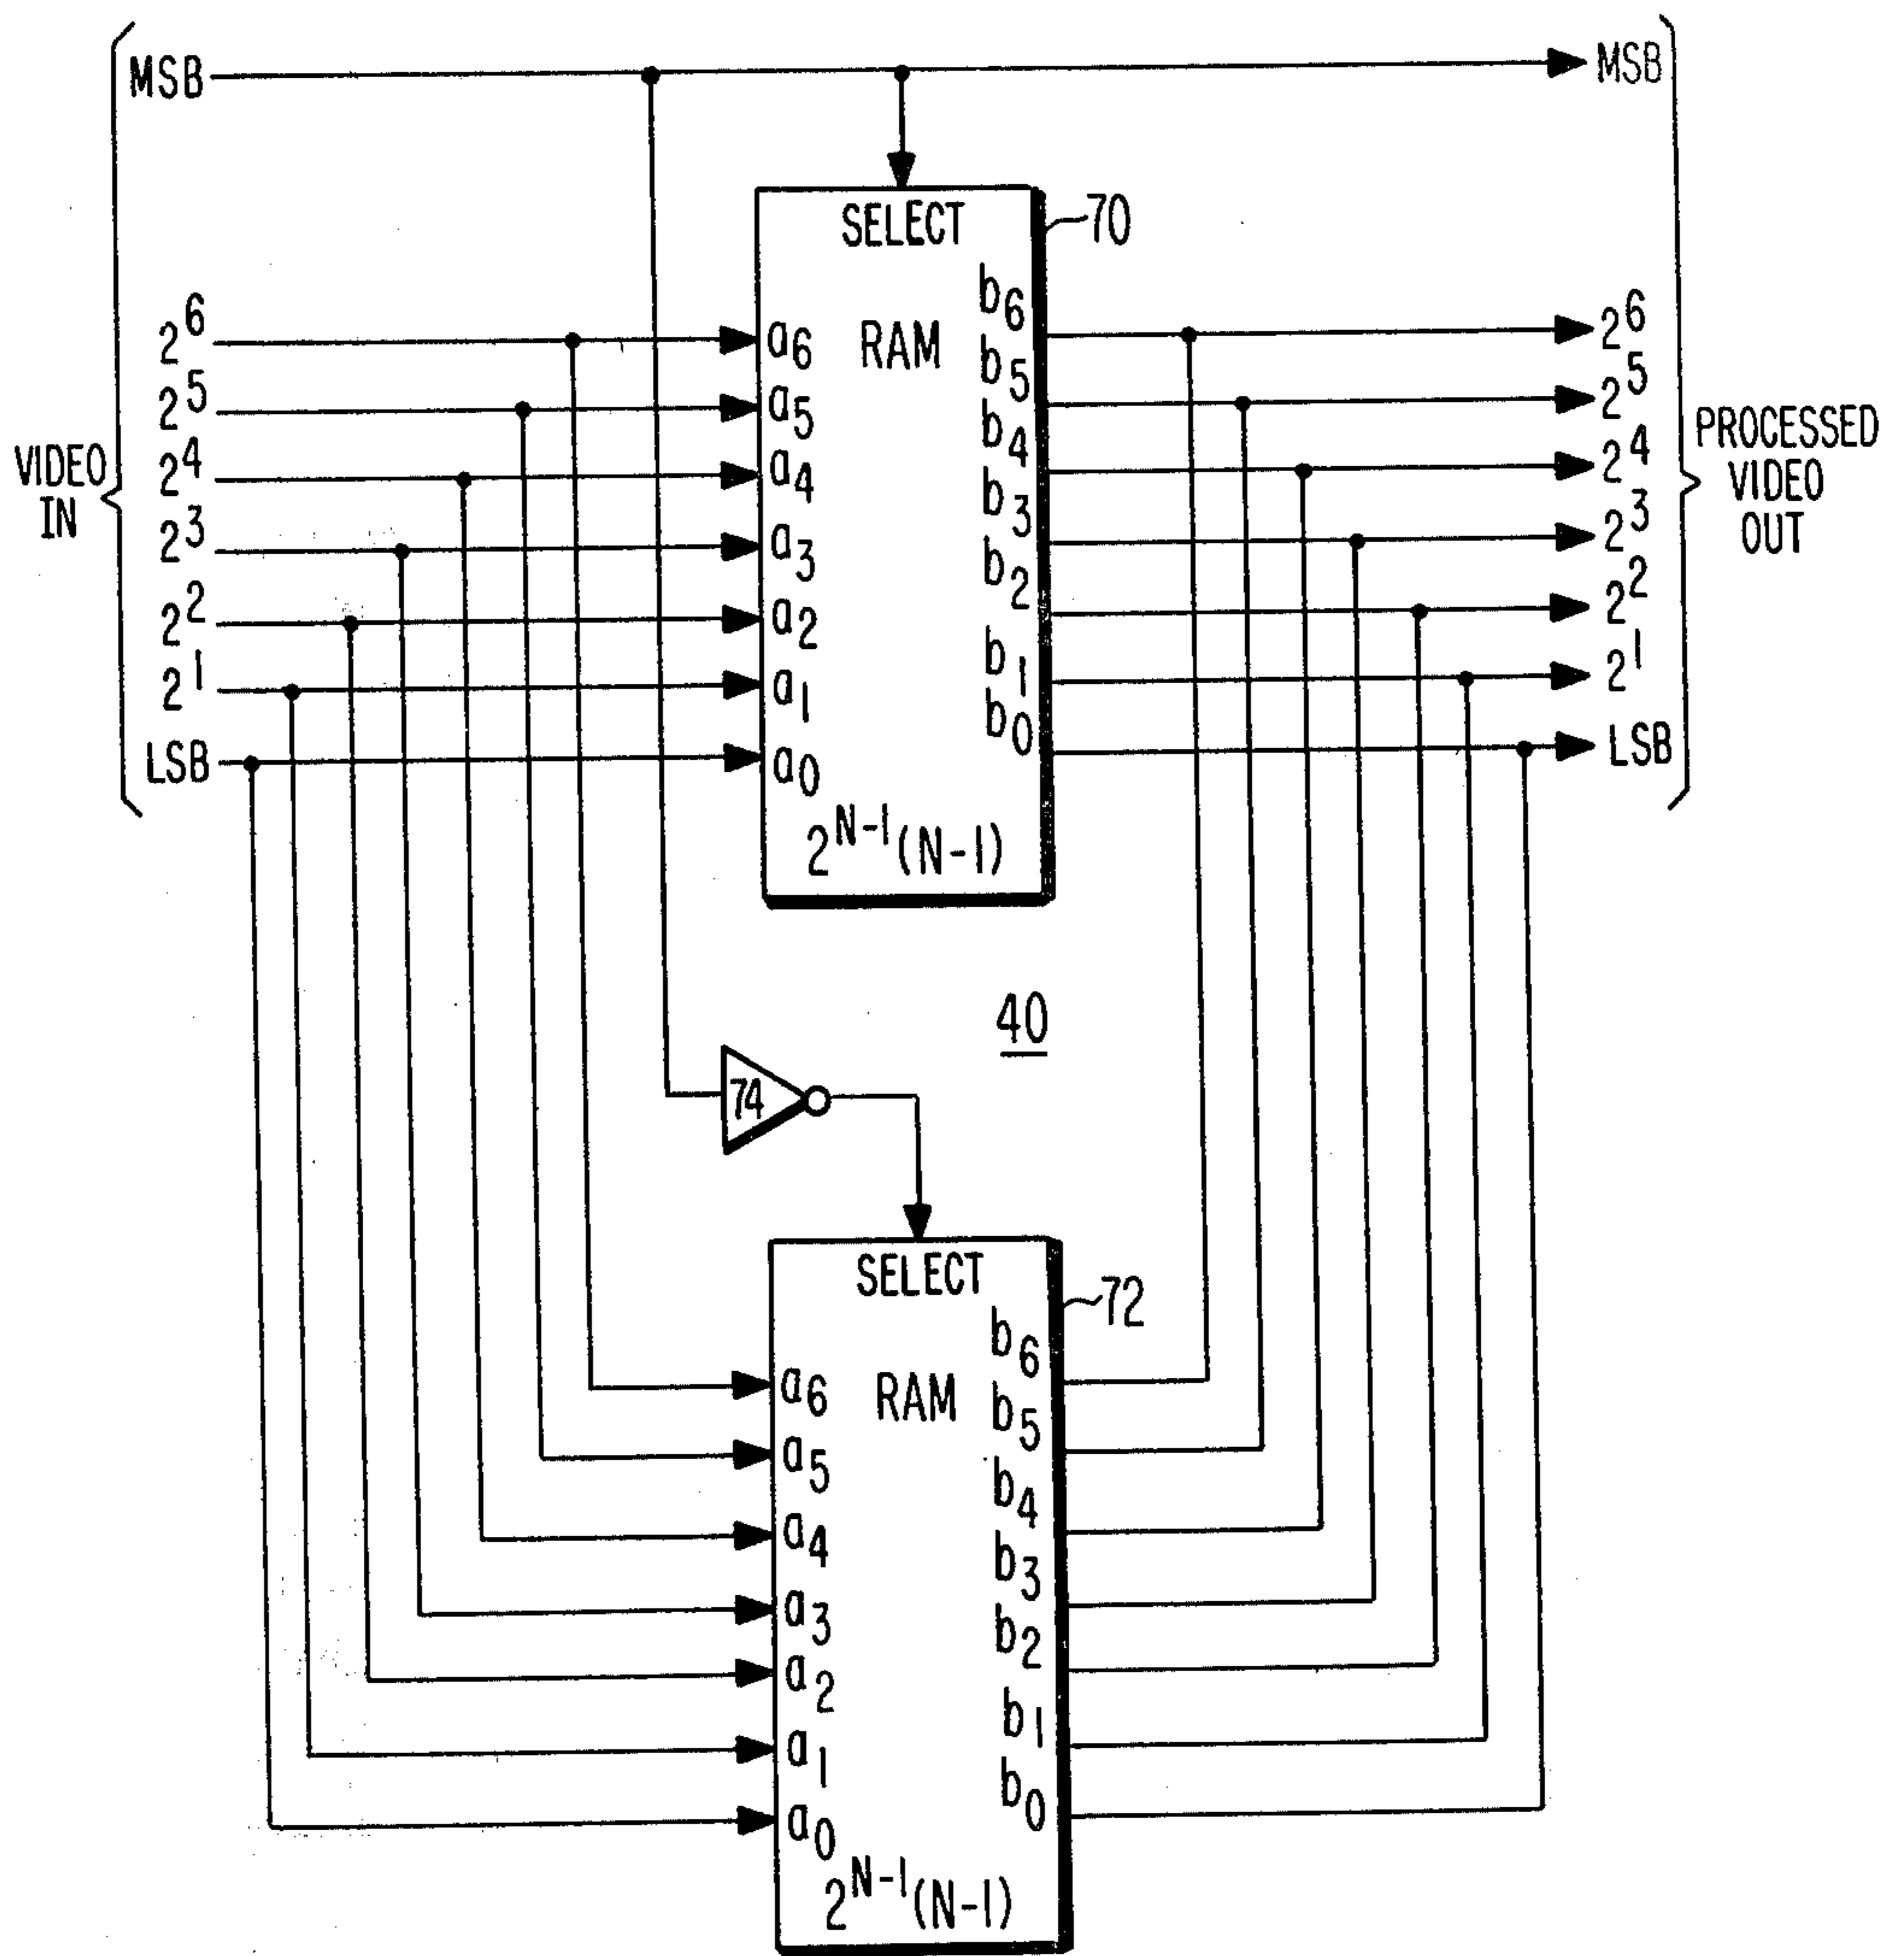 MSB
MSB
SELECT
70
VIDEO
IN
2^6
2^5
2^4
2^3
2^2
2^1
LSB
a6
a5
a4
a3
a2
a1
a0
RAM
b6
b5
b4
b3
b2
b1
b0
2^N-1(N-1)
2^6
2^5
2^4
2^3
2^2
2^1
LSB
PROCESSED
VIDEO
OUT
40
74
SELECT
72
a6
a5
a4
a3
a2
a1
a0
RAM
b6
b5
b4
b3
b2
b1
b0
2^N-1(N-1)